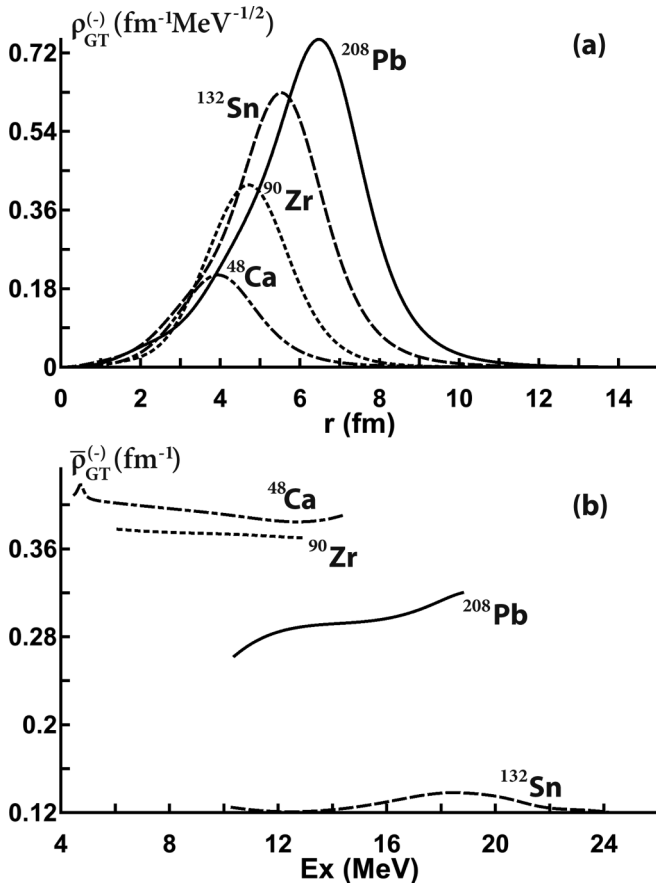 ρ_GT^(-) (fm⁻¹MeV^-1/2)
(a)
0.72
²⁰⁸Pb
¹³²Sn
0.54
0.36
⁹⁰Zr
0.18
⁴⁸Ca
0
0 2 4 6 8 10 12 14
r (fm)
ρ̅_GT^(-) (fm⁻¹)
(b)
⁴⁸Ca
0.36
⁹⁰Zr
²⁰⁸Pb
0.28
0.2
¹³²Sn
0.12
4 8 12 16 20 24
Ex (MeV)